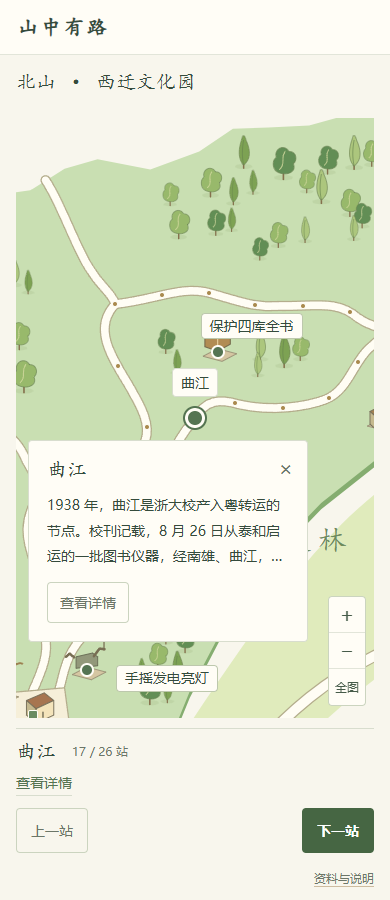 山中有路
北山 • 西迁文化园
保护四库全书
曲江
曲江 ×
1938 年，曲江是浙大校产入粤转运的
节点。校刊记载，8 月 26 日从泰和启
运的一批图书仪器，经南雄、曲江，...
查看详情
林
+
−
全图
手摇发电亮灯
曲江 17 / 26 站
查看详情
上一站
下一站
资料与说明